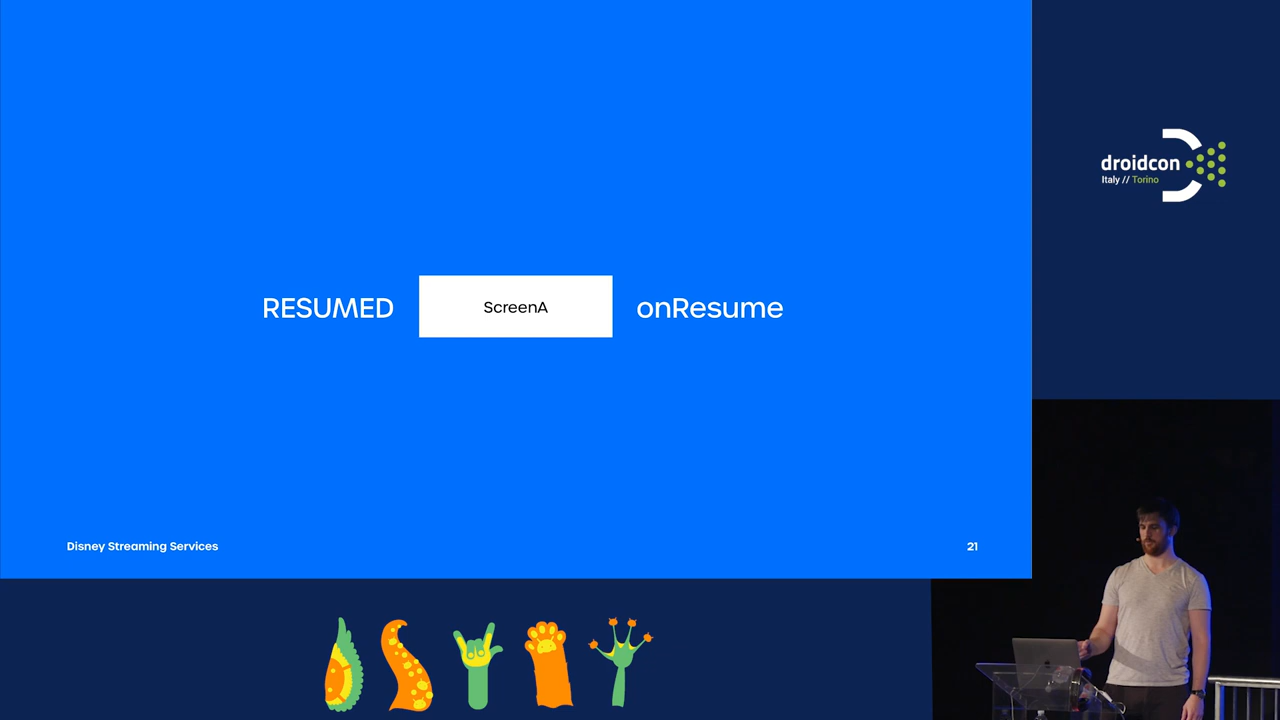 RESUMED
ScreenA
onResume
Disney Streaming Services
21
droidcon
Italy // Torino